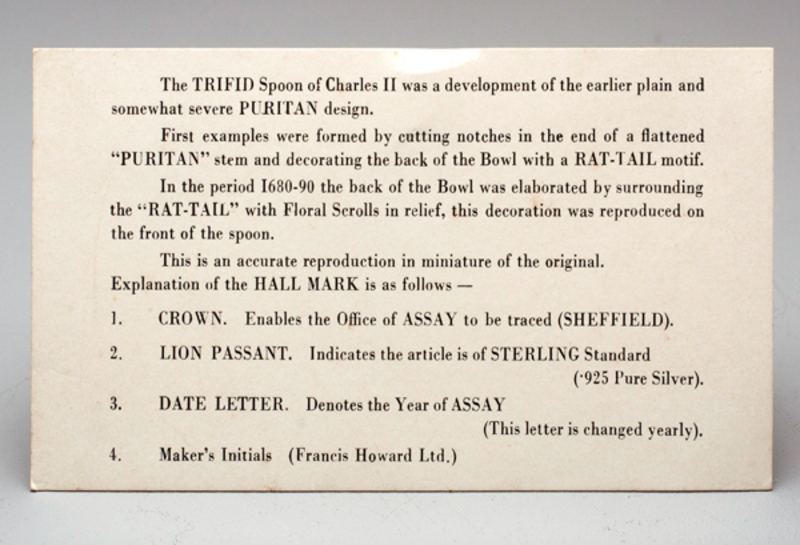 The TRIFID Spoon of Charles II was a development of the earlier plain and
somewhat severe PURITAN design.
First examples were formed by cutting notches in the end of a flattened
“PURITAN” stem and decorating the back of the Bowl with a RAT-TAIL motif.
In the period 1680-90 the back of the Bowl was elaborated by surrounding
the “RAT-TAIL” with Floral Scrolls in relief, this decoration was reproduced on
the front of the spoon.
This is an accurate reproduction in miniature of the original.
Explanation of the HALL MARK is as follows —
1. CROWN. Enables the Office of ASSAY to be traced (SHEFFIELD).
2. LION PASSANT. Indicates the article is of STERLING Standard
(·925 Pure Silver).
3. DATE LETTER. Denotes the Year of ASSAY
(This letter is changed yearly).
4. Maker's Initials (Francis Howard Ltd.)